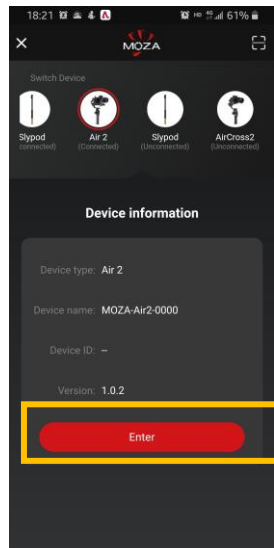 18:21 61%
MOZA
Switch Device
Slypod Air 2 Slypod AirCross2
connected) (Connected) (Unconnected) (Unconnected)
Device information
Device type: Air 2
Device name: MOZA-Air2-0000
Device ID: –
Version: 1.0.2
Enter